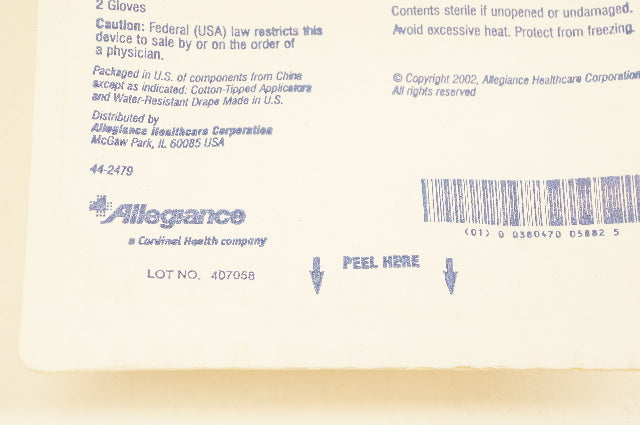 2 Gloves
Caution: Federal (USA) law restricts this
device to sale by or on the order of
a physician.
Packaged in U.S. of components from China
except as indicated: Cotton-Tipped Applicators
and Water-Resistant Drape Made in U.S.
Distributed by
Allegiance Healthcare Corporation
McGaw Park, IL 60085 USA
44-2479
Allegiance
a Cardinal Health company
LOT NO. 4D7058
Contents sterile if unopened or undamaged.
Avoid excessive heat. Protect from freezing.
© Copyright 2002, Allegiance Healthcare Corporation
All rights reserved
(01) 0 0380470 05882 5
PEEL HERE